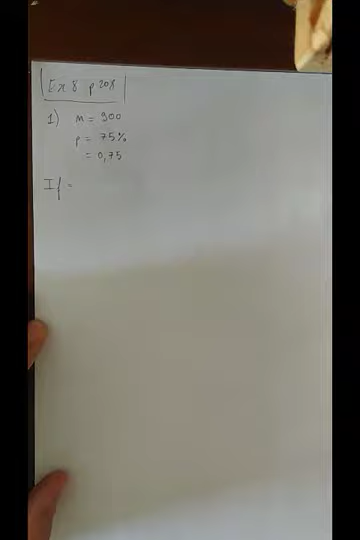 Ex 8 p 208
1) n = 900
p = 75%
= 0,75
If =